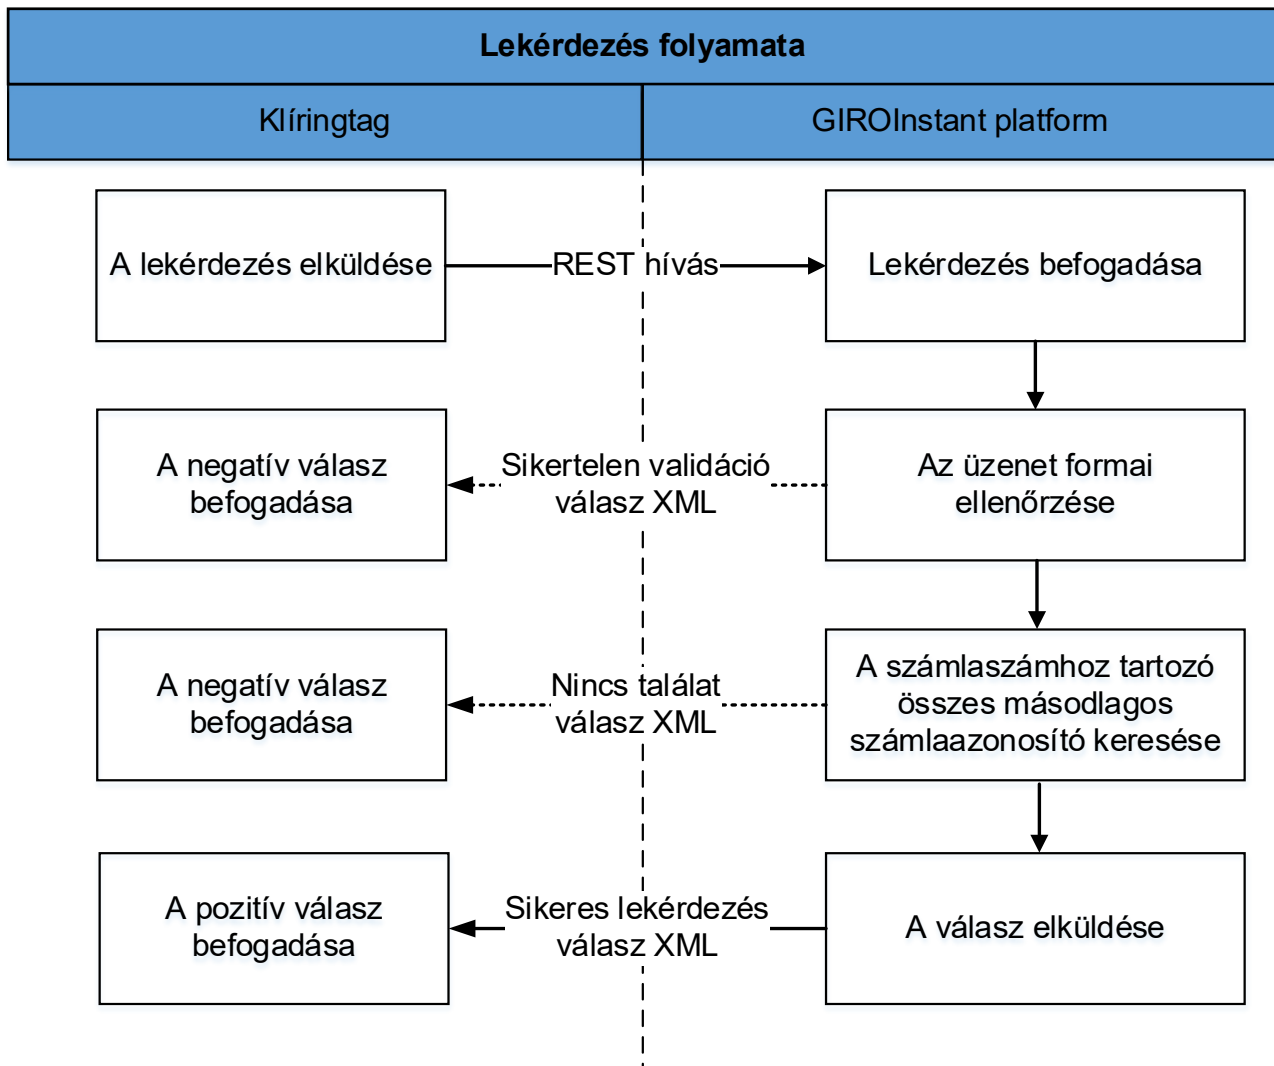 Lekérdezés folyamata
Klíringtag
GIROInstant platform
A lekérdezés elküldése
REST hívás
Lekérdezés befogadása
A negatív válasz
befogadása
Sikertelen validáció
válasz XML
Az üzenet formai
ellenőrzése
A negatív válasz
befogadása
Nincs találat
válasz XML
A számlaszámhoz tartozó
összes másodlagos
számlaazonosító keresése
A pozitív válasz
befogadása
Sikeres lekérdezés
válasz XML
A válasz elküldése